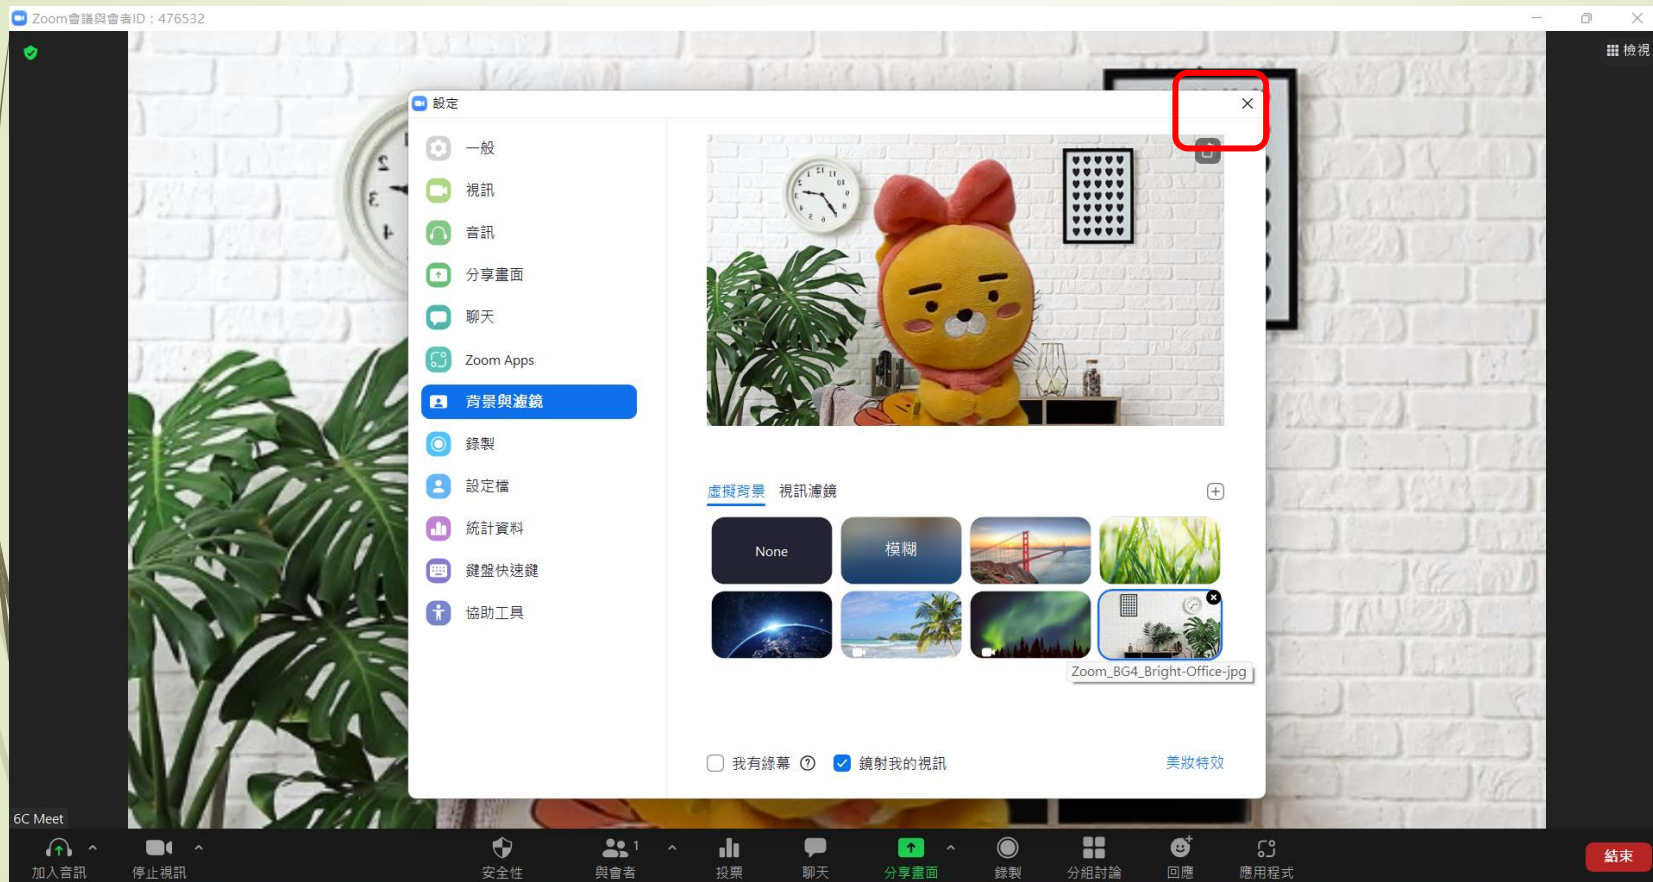 Zoom會議與會者ID：476532
檢視
設定
一般
視訊
音訊
分享畫面
聊天
Zoom Apps
背景與濾鏡
錄製
設定檔
統計資料
鍵盤快速鍵
協助工具
虛擬背景 視訊濾鏡
None
模糊
Zoom_BG4_Bright-Office-jpg
我有綠幕
鏡射我的視訊
美妝特效
6C Meet
加入音訊
停止視訊
安全性
與會者 1
投票
聊天
分享畫面
錄製
分組討論
回應
應用程式
結束